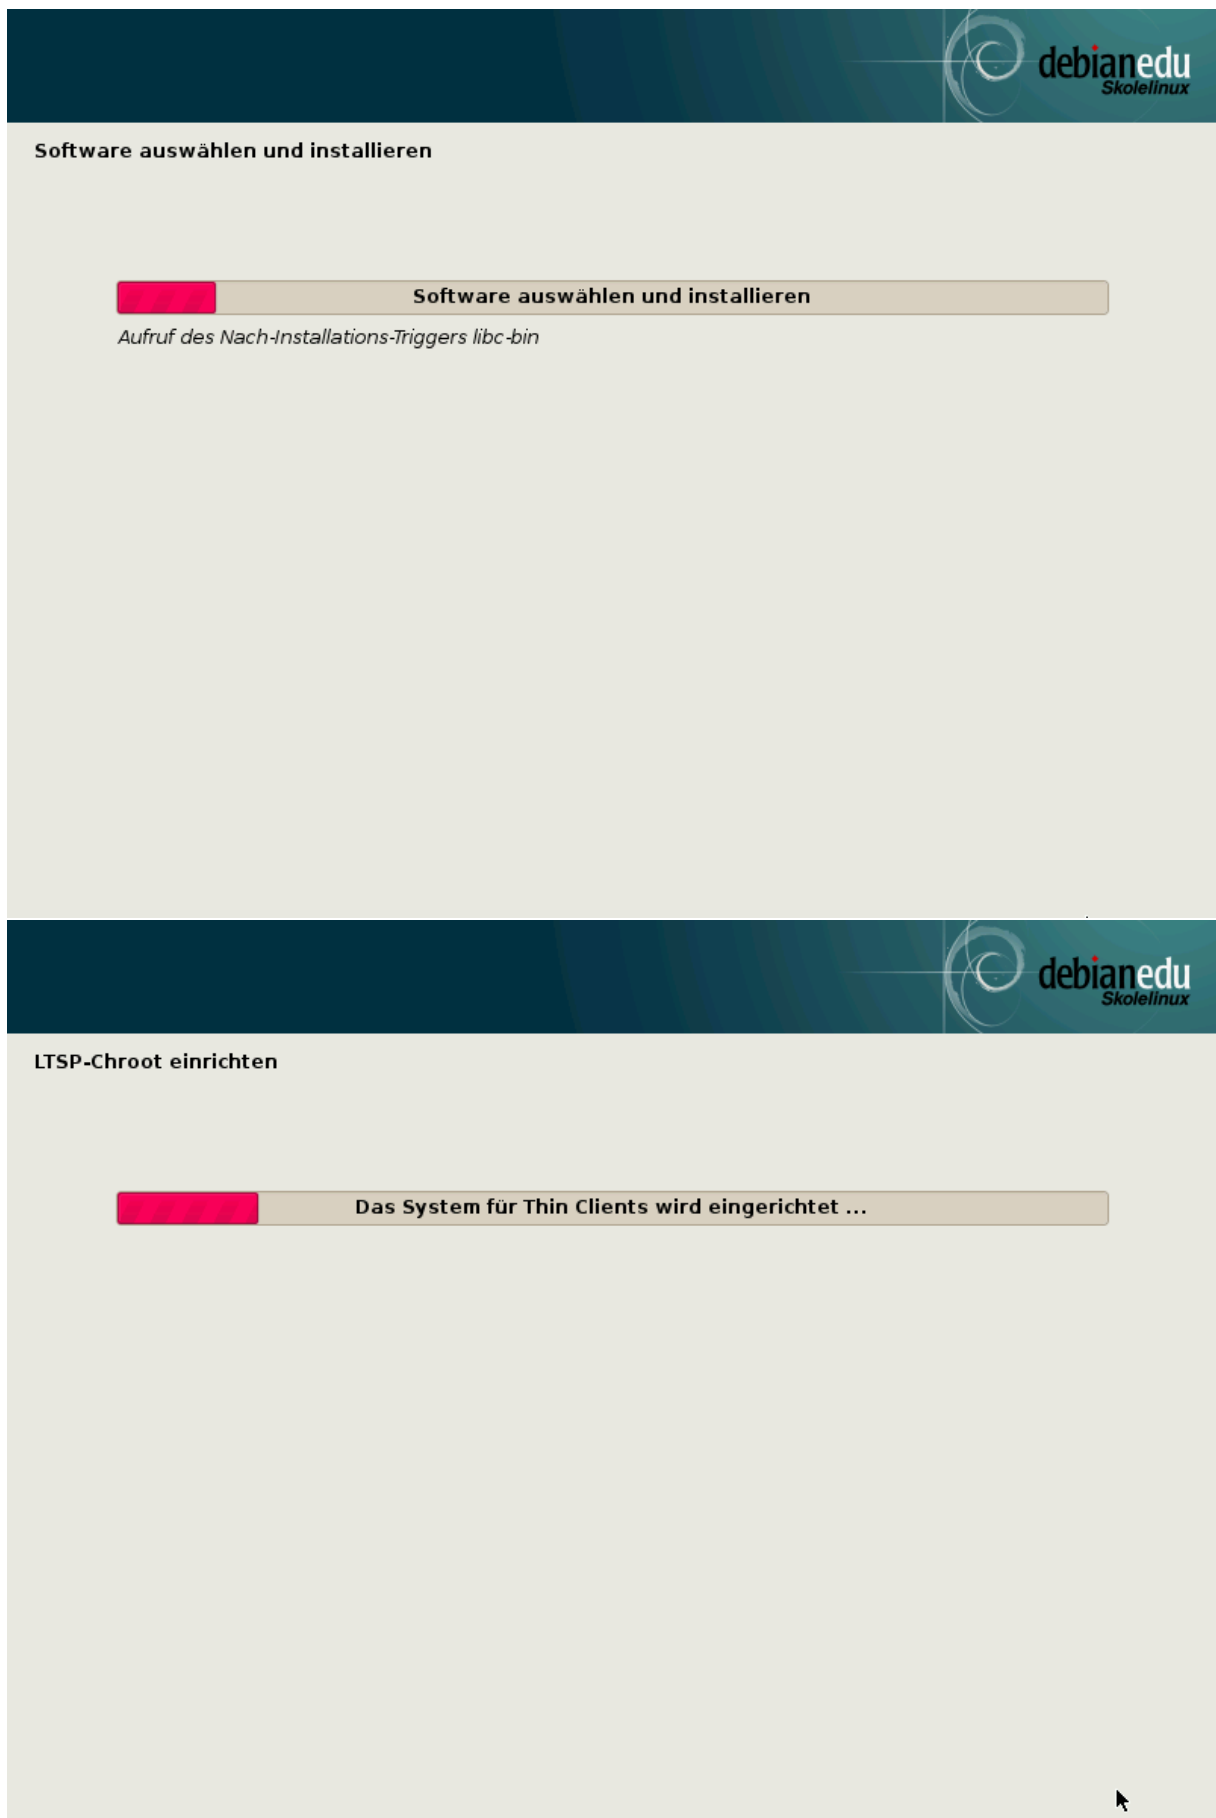 debianedu
Skolelinux
Software auswählen und installieren
Software auswählen und installieren
Aufruf des Nach-Installations-Triggers libc-bin
debianedu
Skolelinux
LTSP-Chroot einrichten
Das System für Thin Clients wird eingerichtet ...